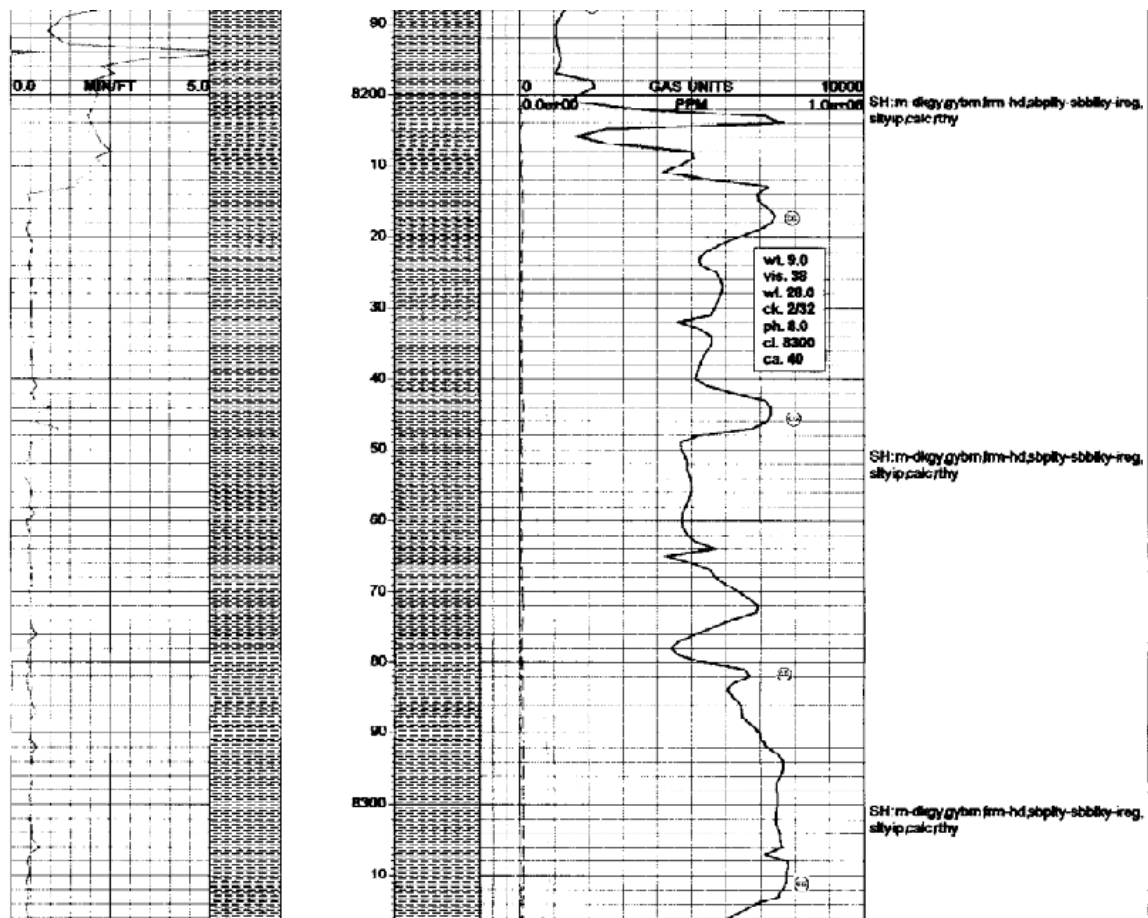 90
0.0 MIN/FT 5.0
0 GAS UNITS 10000
8200
0.0e+00 PPM 1.0e+06
SH:m-dkgy,gybrn,frm-hd,sbplty-sbblky-ireg,
sltyip,calc,rthy
10
20
wt. 9.0
vis. 38
wl. 28.0
ck. 2/32
ph. 8.0
cl. 8300
ca. 40
30
40
50
SH:m-dkgy,gybrn,frm-hd,sbplty-sbblky-ireg,
sltyip,calc,rthy
60
70
80
90
8300
SH:m-dkgy,gybrn,frm-hd,sbplty-sbblky-ireg,
sltyip,calc,rthy
10